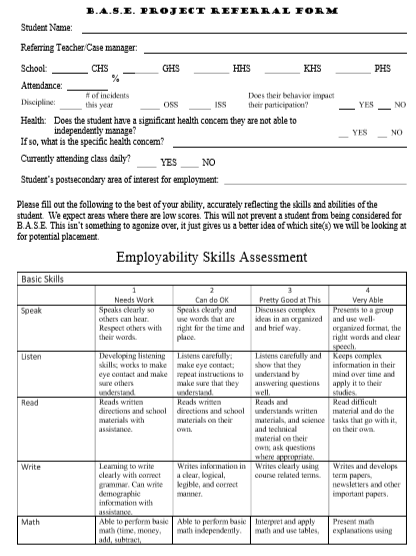 B.A.S.E. PROJECT REFERRAL FORM
Student Name:
Referring Teacher/Case manager:
School: CHS GHS HHS KHS PHS
Attendance: %
Discipline: # of incidents this year OSS ISS Does their behavior impact their participation? YES NO
Health: Does the student have a significant health concern they are not able to
independently manage? YES NO
If so, what is the specific health concern?
Currently attending class daily? YES NO
Student's postsecondary area of interest for employment:
Please fill out the following to the best of your ability, accurately reflecting the skills and abilities of the
student. We expect areas where there are low scores. This will not prevent a student from being considered for
B.A.S.E. This isn't something to agonize over, it just gives us a better idea of which site(s) we will be looking at
for potential placement.
Employability Skills Assessment
Basic Skills
1 2 3 4
Needs Work Can do OK Pretty Good at This Very Able
Speak
Speaks clearly so
others can hear.
Respect others with
their words.
Speaks clearly and
use words that are
right for the time and
place.
Discusses complex
ideas in an organized
and brief way.
Presents to a group
and use well-
organized format, the
right words and clear
speech.
Listen
Developing listening
skills; works to make
eye contact and make
sure others
understand.
Listens carefully;
make eye contact;
repeat instructions to
make sure that they
understand.
Listens carefully and
show that they
understand by
answering questions
well.
Keeps complex
information in their
mind over time and
apply it to their
studies.
Read
Reads written
directions and school
materials with
assistance.
Reads written
directions and school
materials on their
own.
Reads and
understands written
materials, and science
and technical
material on their
own; ask questions
where appropriate.
Read difficult
material and do the
tasks that go with it,
on their own.
Write
Learning to write
clearly with correct
grammar. Can write
demographic
information with
assistance.
Writes information in
a clear, logical,
legible, and correct
manner.
Writes clearly using
course related terms.
Writes and develops
term papers,
newsletters and other
important papers.
Math
Able to perform basic
math (time, money,
add, subtract,
Able to perform basic
math independently.
Interpret and apply
math and use tables,
Present math
explanations using